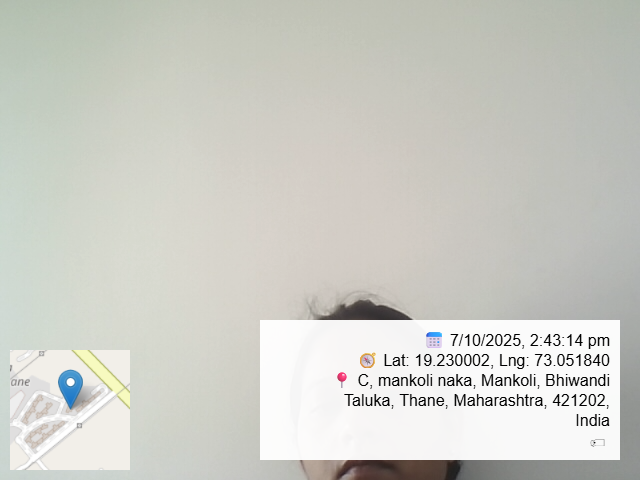 7/10/2025, 2:43:14 pm
Lat: 19.230002, Lng: 73.051840
C, mankoli naka, Mankoli, Bhiwandi
Taluka, Thane, Maharashtra, 421202,
India
ane